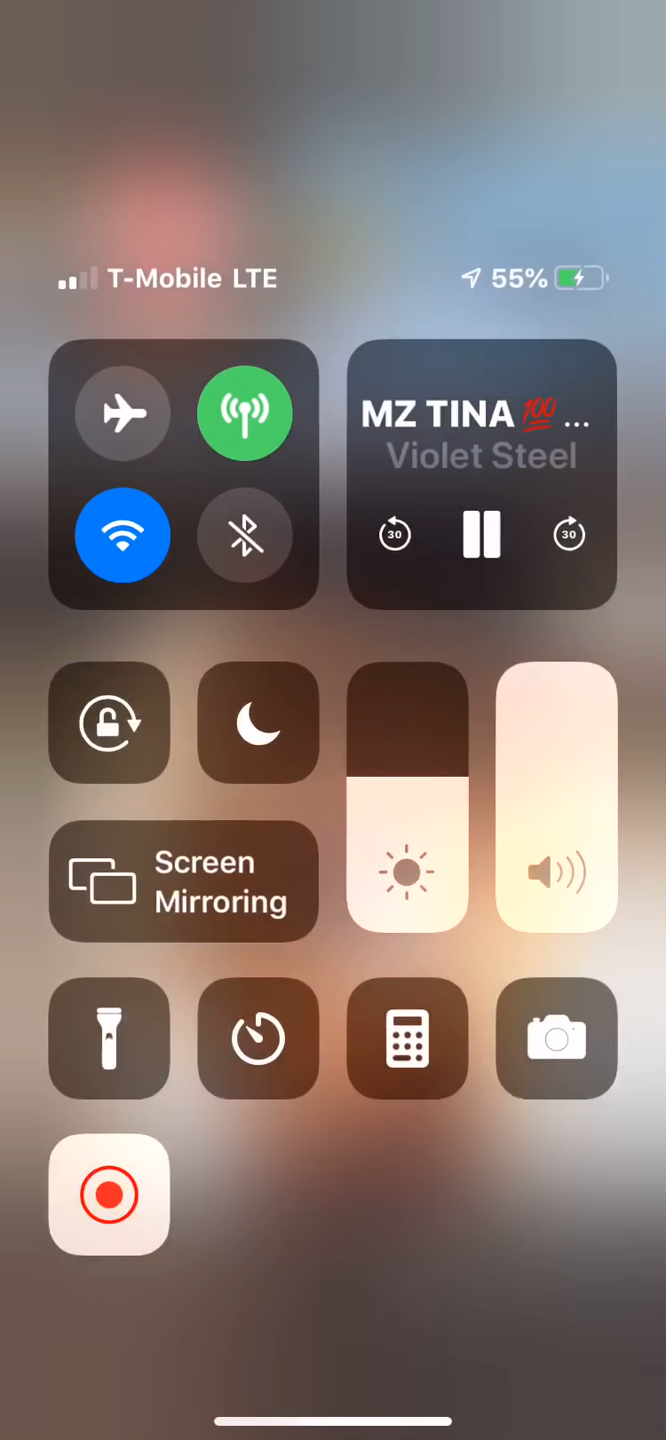 T-Mobile LTE
55%
MZ TINA 💯 ...
Violet Steel
30
30
Screen
Mirroring